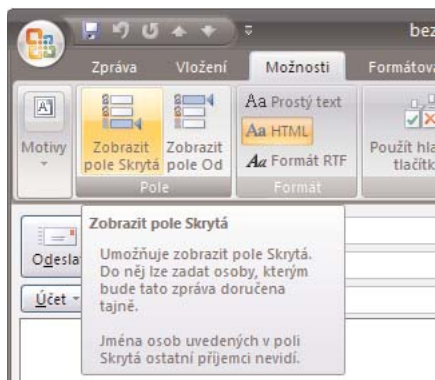 bez
Zpráva Vložení Možnosti Formátova
Motivy
Zobrazit pole Skrytá
Zobrazit pole Od
Pole
Aa Prostý text
Aa HTML
Aa Formát RTF
Formát
Použít hla
tlačítk
Zobrazit pole Skrytá
Umožňuje zobrazit pole Skrytá.
Do něj lze zadat osoby, kterým
bude tato zpráva doručena
tajně.
Jména osob uvedených v poli
Skrytá ostatní příjemci nevidí.
Odesla
Účet